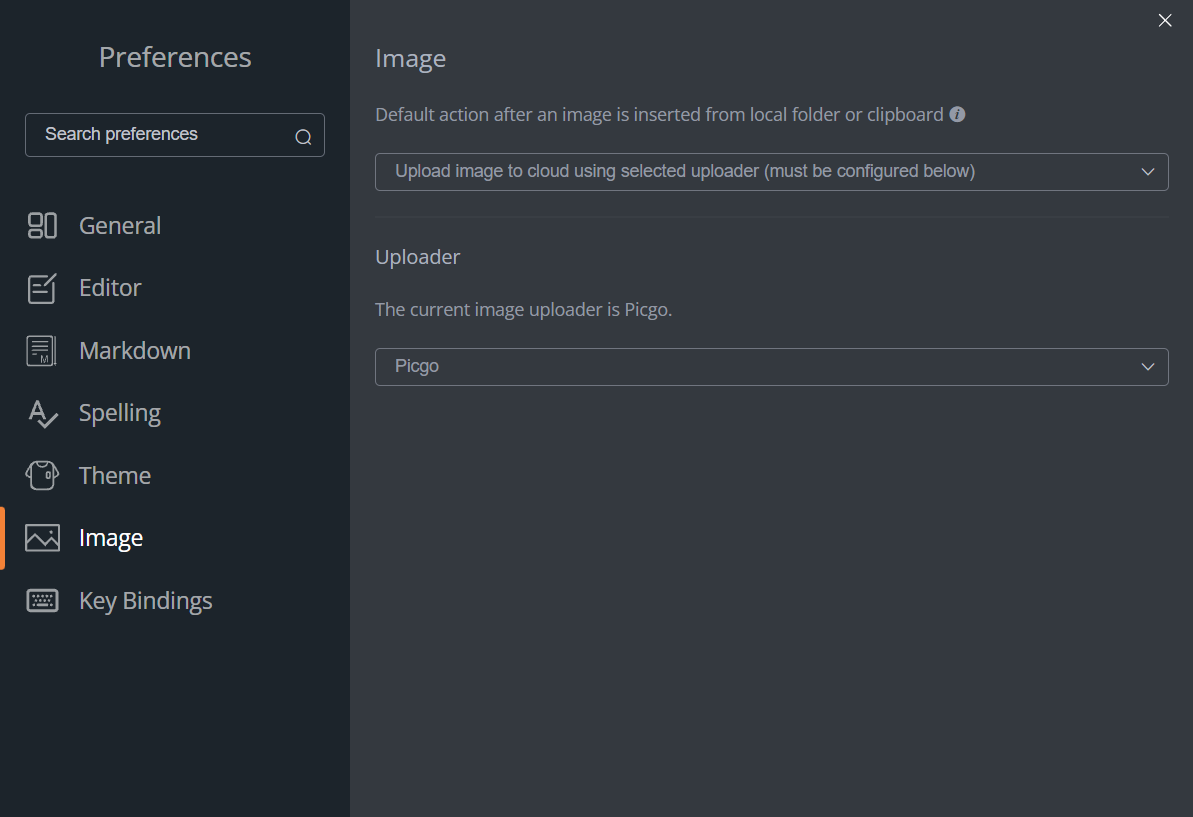 Preferences
Search preferences
General
Editor
Markdown
Spelling
Theme
Image
Key Bindings
Image
Default action after an image is inserted from local folder or clipboard
Upload image to cloud using selected uploader (must be configured below)
Uploader
The current image uploader is Picgo.
Picgo